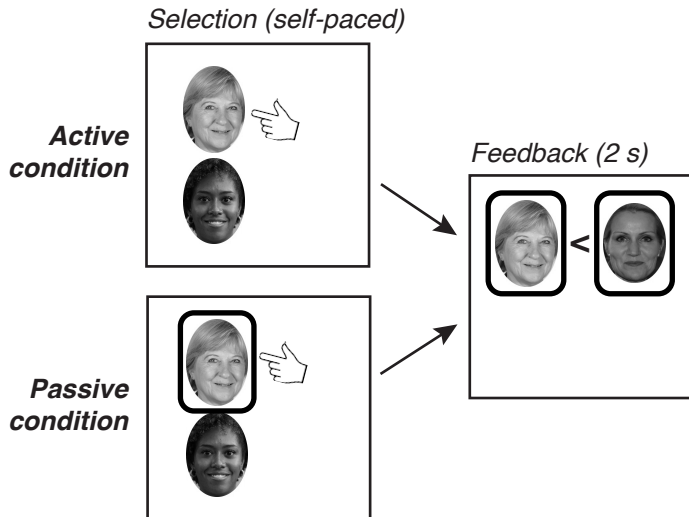 Selection (self-paced)
Active
condition
Feedback (2 s)
<
Passive
condition